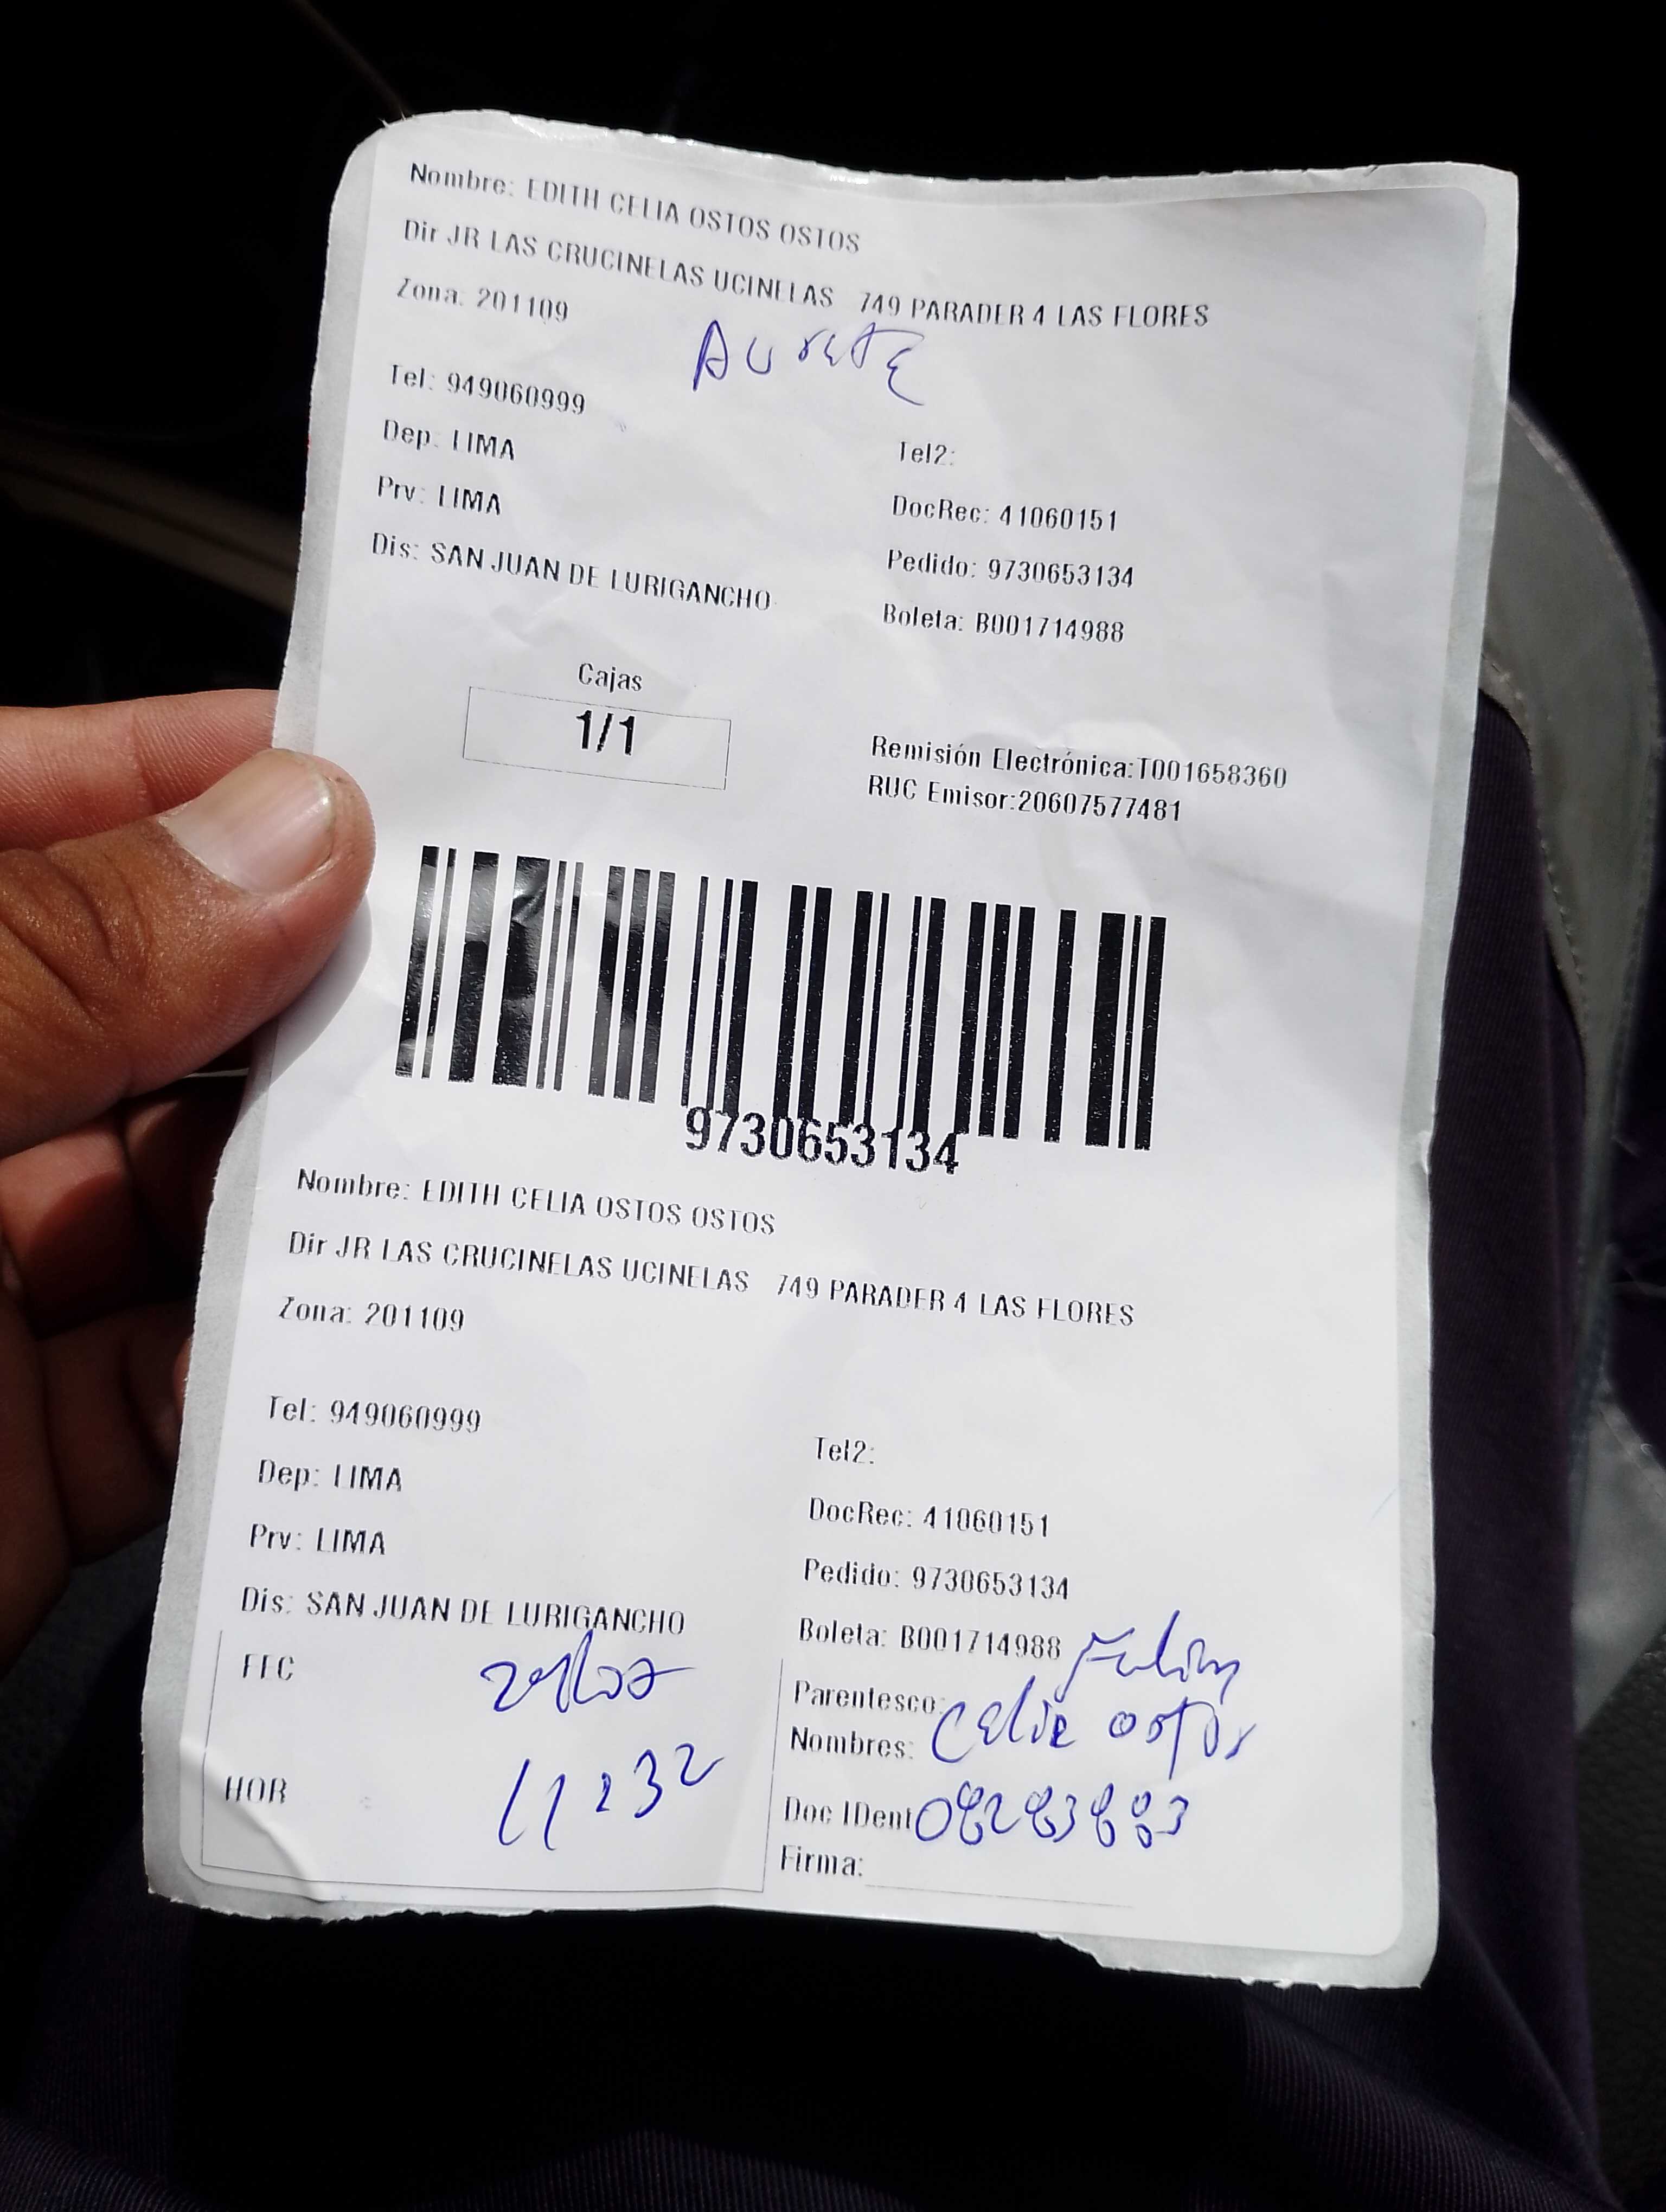 Nombre: EDITH CELIA OSTOS OSTOS
Dir JR LAS CRUCINELAS UCINELAS 749 PARADER 4 LAS FLORES
Zona: 201109
Tel: 949060999
Tel2:
Dep: LIMA
DocRec: 41060151
Prv: LIMA
Pedido: 9730653134
Dis: SAN JUAN DE LURIGANCHO
Boleta: B001714988
Cajas
1/1
Remisión Electrónica:T001658360
RUC Emisor:20607577481
9730653134
Nombre: EDITH CELIA OSTOS OSTOS
Dir JR LAS CRUCINELAS UCINELAS 749 PARADER 4 LAS FLORES
Zona: 201109
Tel: 949060999
Tel2:
Dep: LIMA
DocRec: 41060151
Prv: LIMA
Pedido: 9730653134
Dis: SAN JUAN DE LURIGANCHO
Boleta: B001714988
FEC
Parentesco:
Nombres: Celia Ostos
HOR 11:32
Doc IDent
Firma: